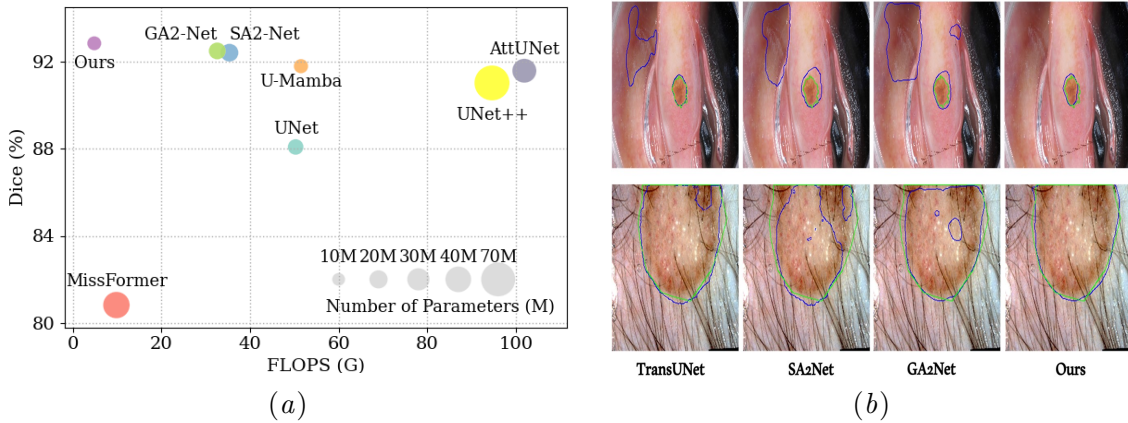 GA2-Net SA2-Net
AttUNet
92
Ours
U-Mamba
UNet++
UNet
88
Dice (%)
84
10M 20M 30M 40M 70M
MissFormer
Number of Parameters (M)
80
0 20 40 60 80 100
FLOPS (G)
(a)
TransUNet SA2Net GA2Net Ours
(b)